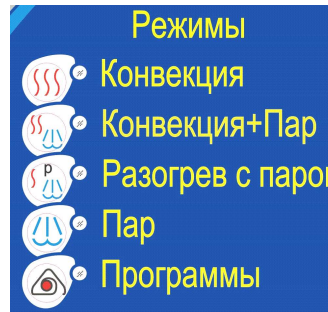 Режимы
Конвекция
Конвекция+Пар
P
Разогрев с паро
Пар
Программы